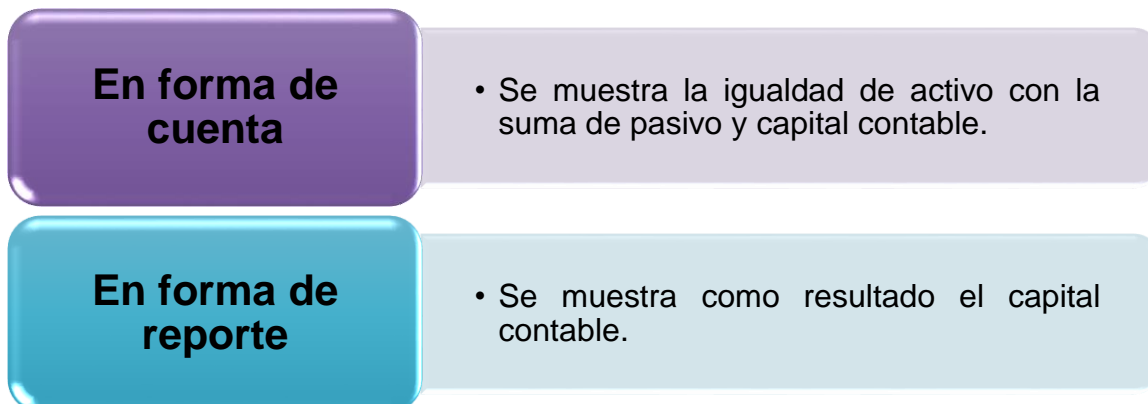 En forma de
cuenta
• Se muestra la igualdad de activo con la
suma de pasivo y capital contable.
En forma de
reporte
• Se muestra como resultado el capital
contable.